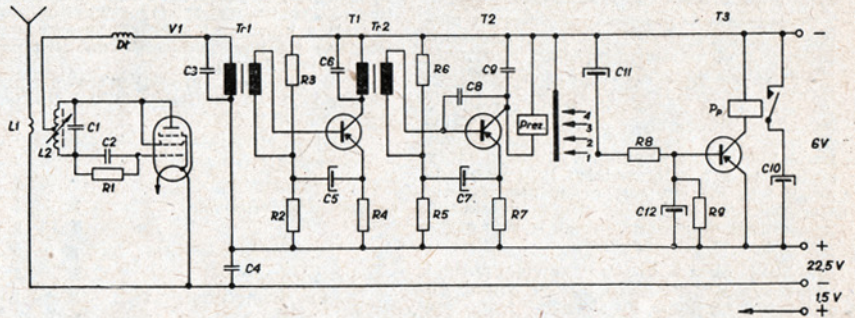 V1 Tr1 T1 Tr2 T2 T3
Dł
C3 C6 C9 C11
R3 R6
C8
L1 L2 C1 C2 R1
Prez.
4
3
2
1
Pp
6V
R8
C10
C5 C7
C12 R9
R2 R4 R5 R7
C4
22,5 V
1,5 V